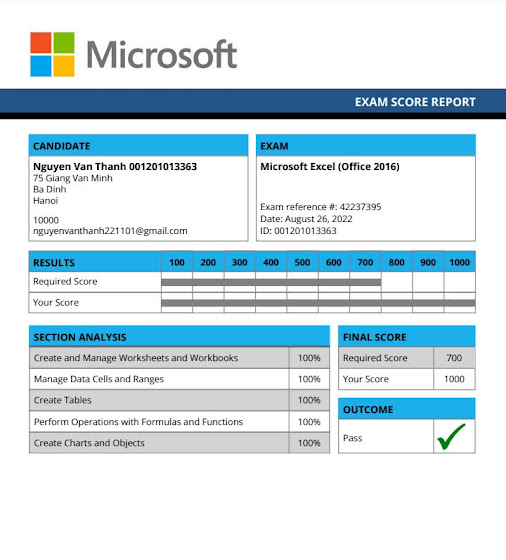 Microsoft
EXAM SCORE REPORT
CANDIDATE
Nguyen Van Thanh 001201013363
75 Giang Van Minh
Ba Dinh
Hanoi
10000
nguyenvanthanh221101@gmail.com
EXAM
Microsoft Excel (Office 2016)
Exam reference #: 42237395
Date: August 26, 2022
ID: 001201013363
RESULTS 100 200 300 400 500 600 700 800 900 1000
Required Score
Your Score
SECTION ANALYSIS
Create and Manage Worksheets and Workbooks 100%
Manage Data Cells and Ranges 100%
Create Tables 100%
Perform Operations with Formulas and Functions 100%
Create Charts and Objects 100%
FINAL SCORE
Required Score 700
Your Score 1000
OUTCOME
Pass